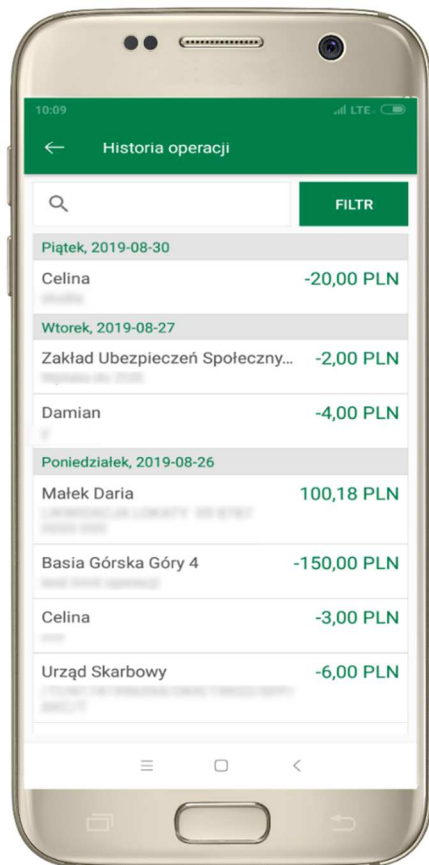 10:09 LTE
Historia operacji
FILTR
Piątek, 2019-08-30
Celina -20,00 PLN
Wtorek, 2019-08-27
Zakład Ubezpieczeń Społeczny... -2,00 PLN
Damian -4,00 PLN
Poniedziałek, 2019-08-26
Małek Daria 100,18 PLN
LIKWIDACJA LOKATY
Basia Górska Góry 4 -150,00 PLN
Celina -3,00 PLN
Urząd Skarbowy -6,00 PLN